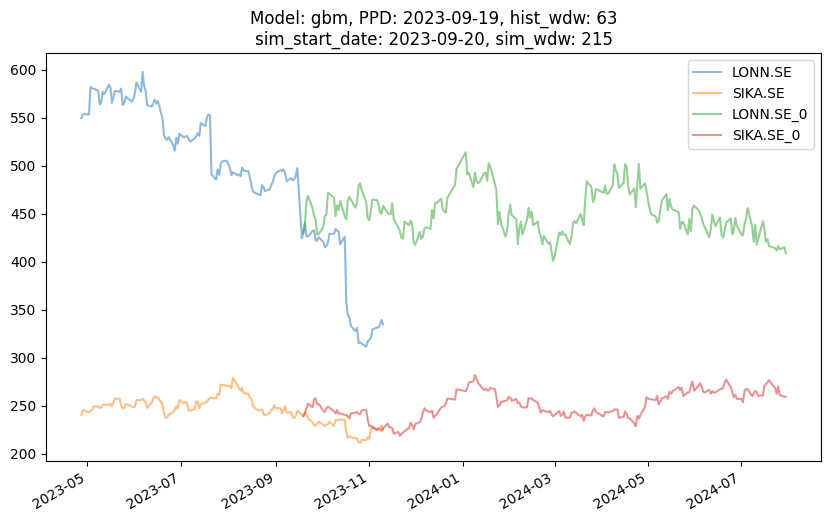 Model: gbm, PPD: 2023-09-19, hist_wdw: 63
sim_start_date: 2023-09-20, sim_wdw: 215
LONN.SE
SIKA.SE
LONN.SE_0
SIKA.SE_0
600
550
500
450
400
350
300
250
200
2023-05
2023-07
2023-09
2023-11
2024-01
2024-03
2024-05
2024-07